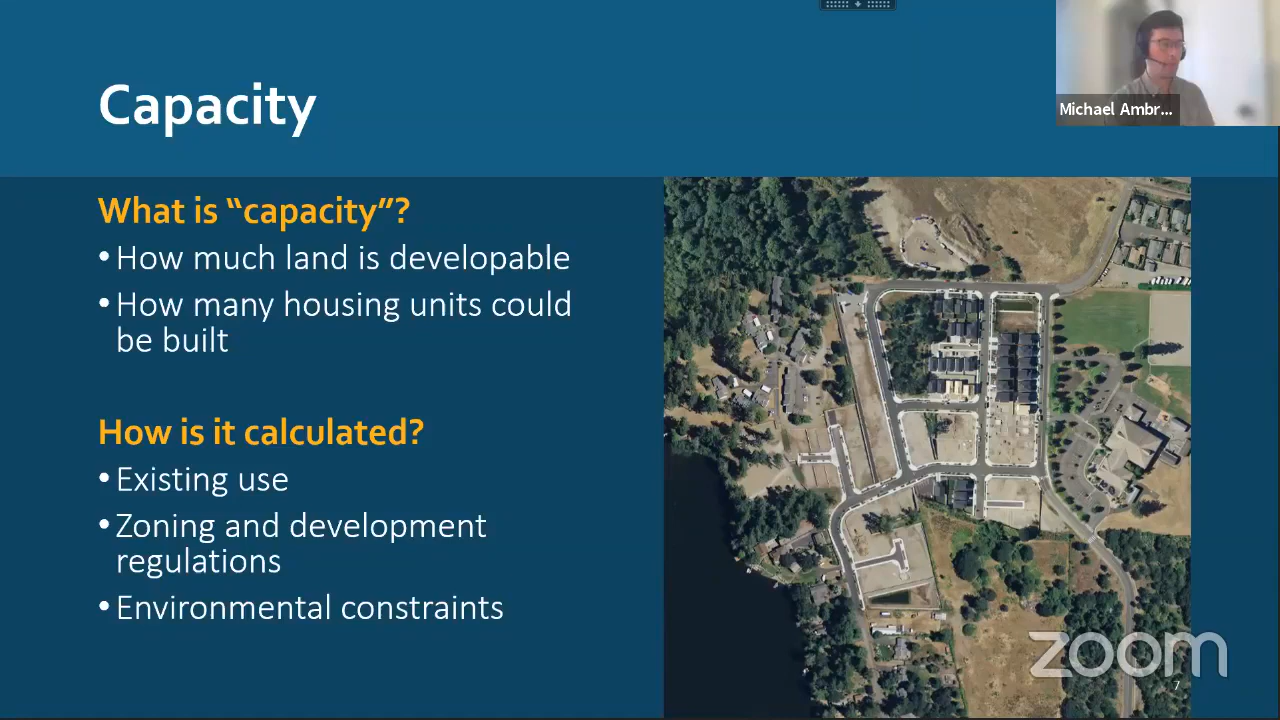 Capacity
Michael Ambr...
What is “capacity”?
•How much land is developable
•How many housing units could
be built
How is it calculated?
•Existing use
•Zoning and development
regulations
•Environmental constraints
zoom
7